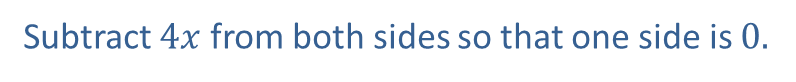 Subtract 4x from both sides so that one side is 0.